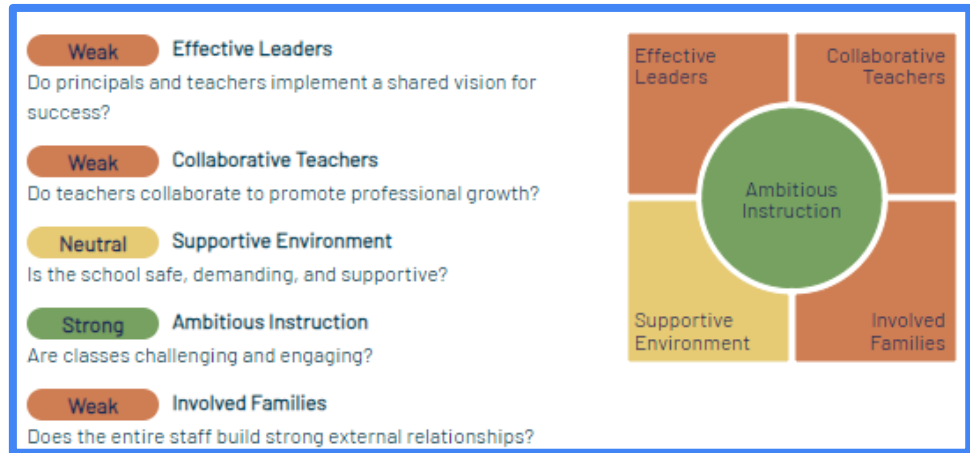 Weak Effective Leaders
Do principals and teachers implement a shared vision for
success?
Weak Collaborative Teachers
Do teachers collaborate to promote professional growth?
Neutral Supportive Environment
Is the school safe, demanding, and supportive?
Strong Ambitious Instruction
Are classes challenging and engaging?
Weak Involved Families
Does the entire staff build strong external relationships?
Effective
Leaders
Collaborative
Teachers
Ambitious
Instruction
Supportive
Environment
Involved
Families